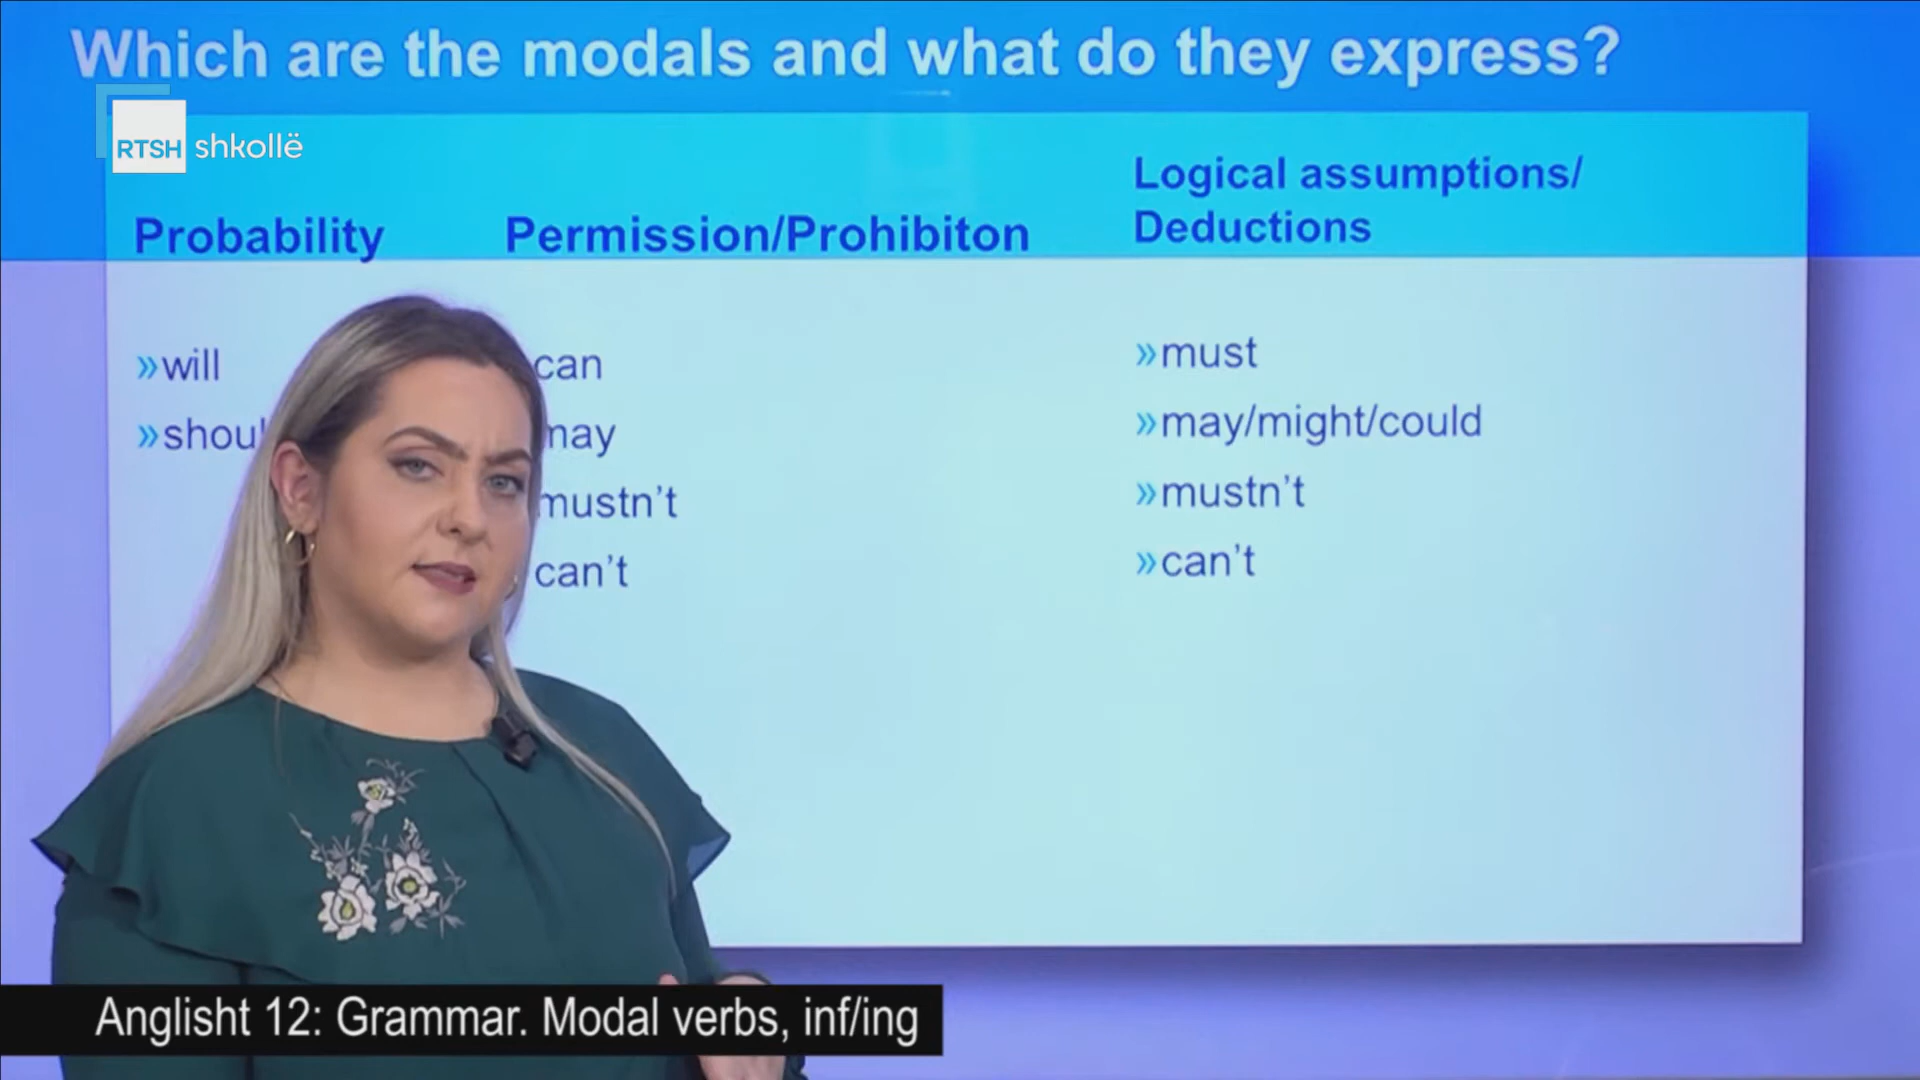 Which are the modals and what do they express?
RTSH shkollë
Probability
Permission/Prohibiton
Logical assumptions/
Deductions
»will
can
mustn't
can't
»must
»may/might/could
»mustn't
»can't
Anglisht 12: Grammar. Modal verbs, inf/ing